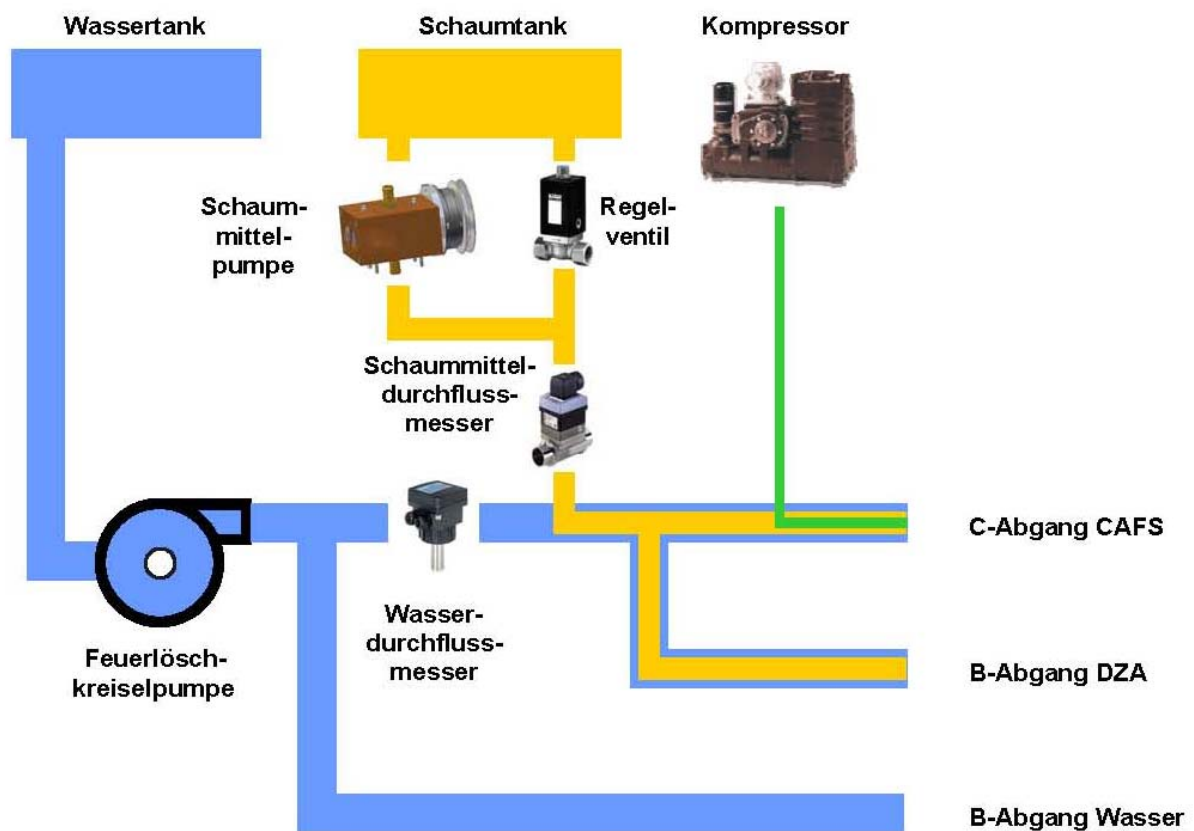 Wassertank
Schaumtank
Kompressor
Schaum-
mittel-
pumpe
Regel-
ventil
Schaummittel-
durchfluss-
messer
C-Abgang CAFS
Wasser-
durchfluss-
messer
Feuerlösch-
kreiselpumpe
B-Abgang DZA
B-Abgang Wasser